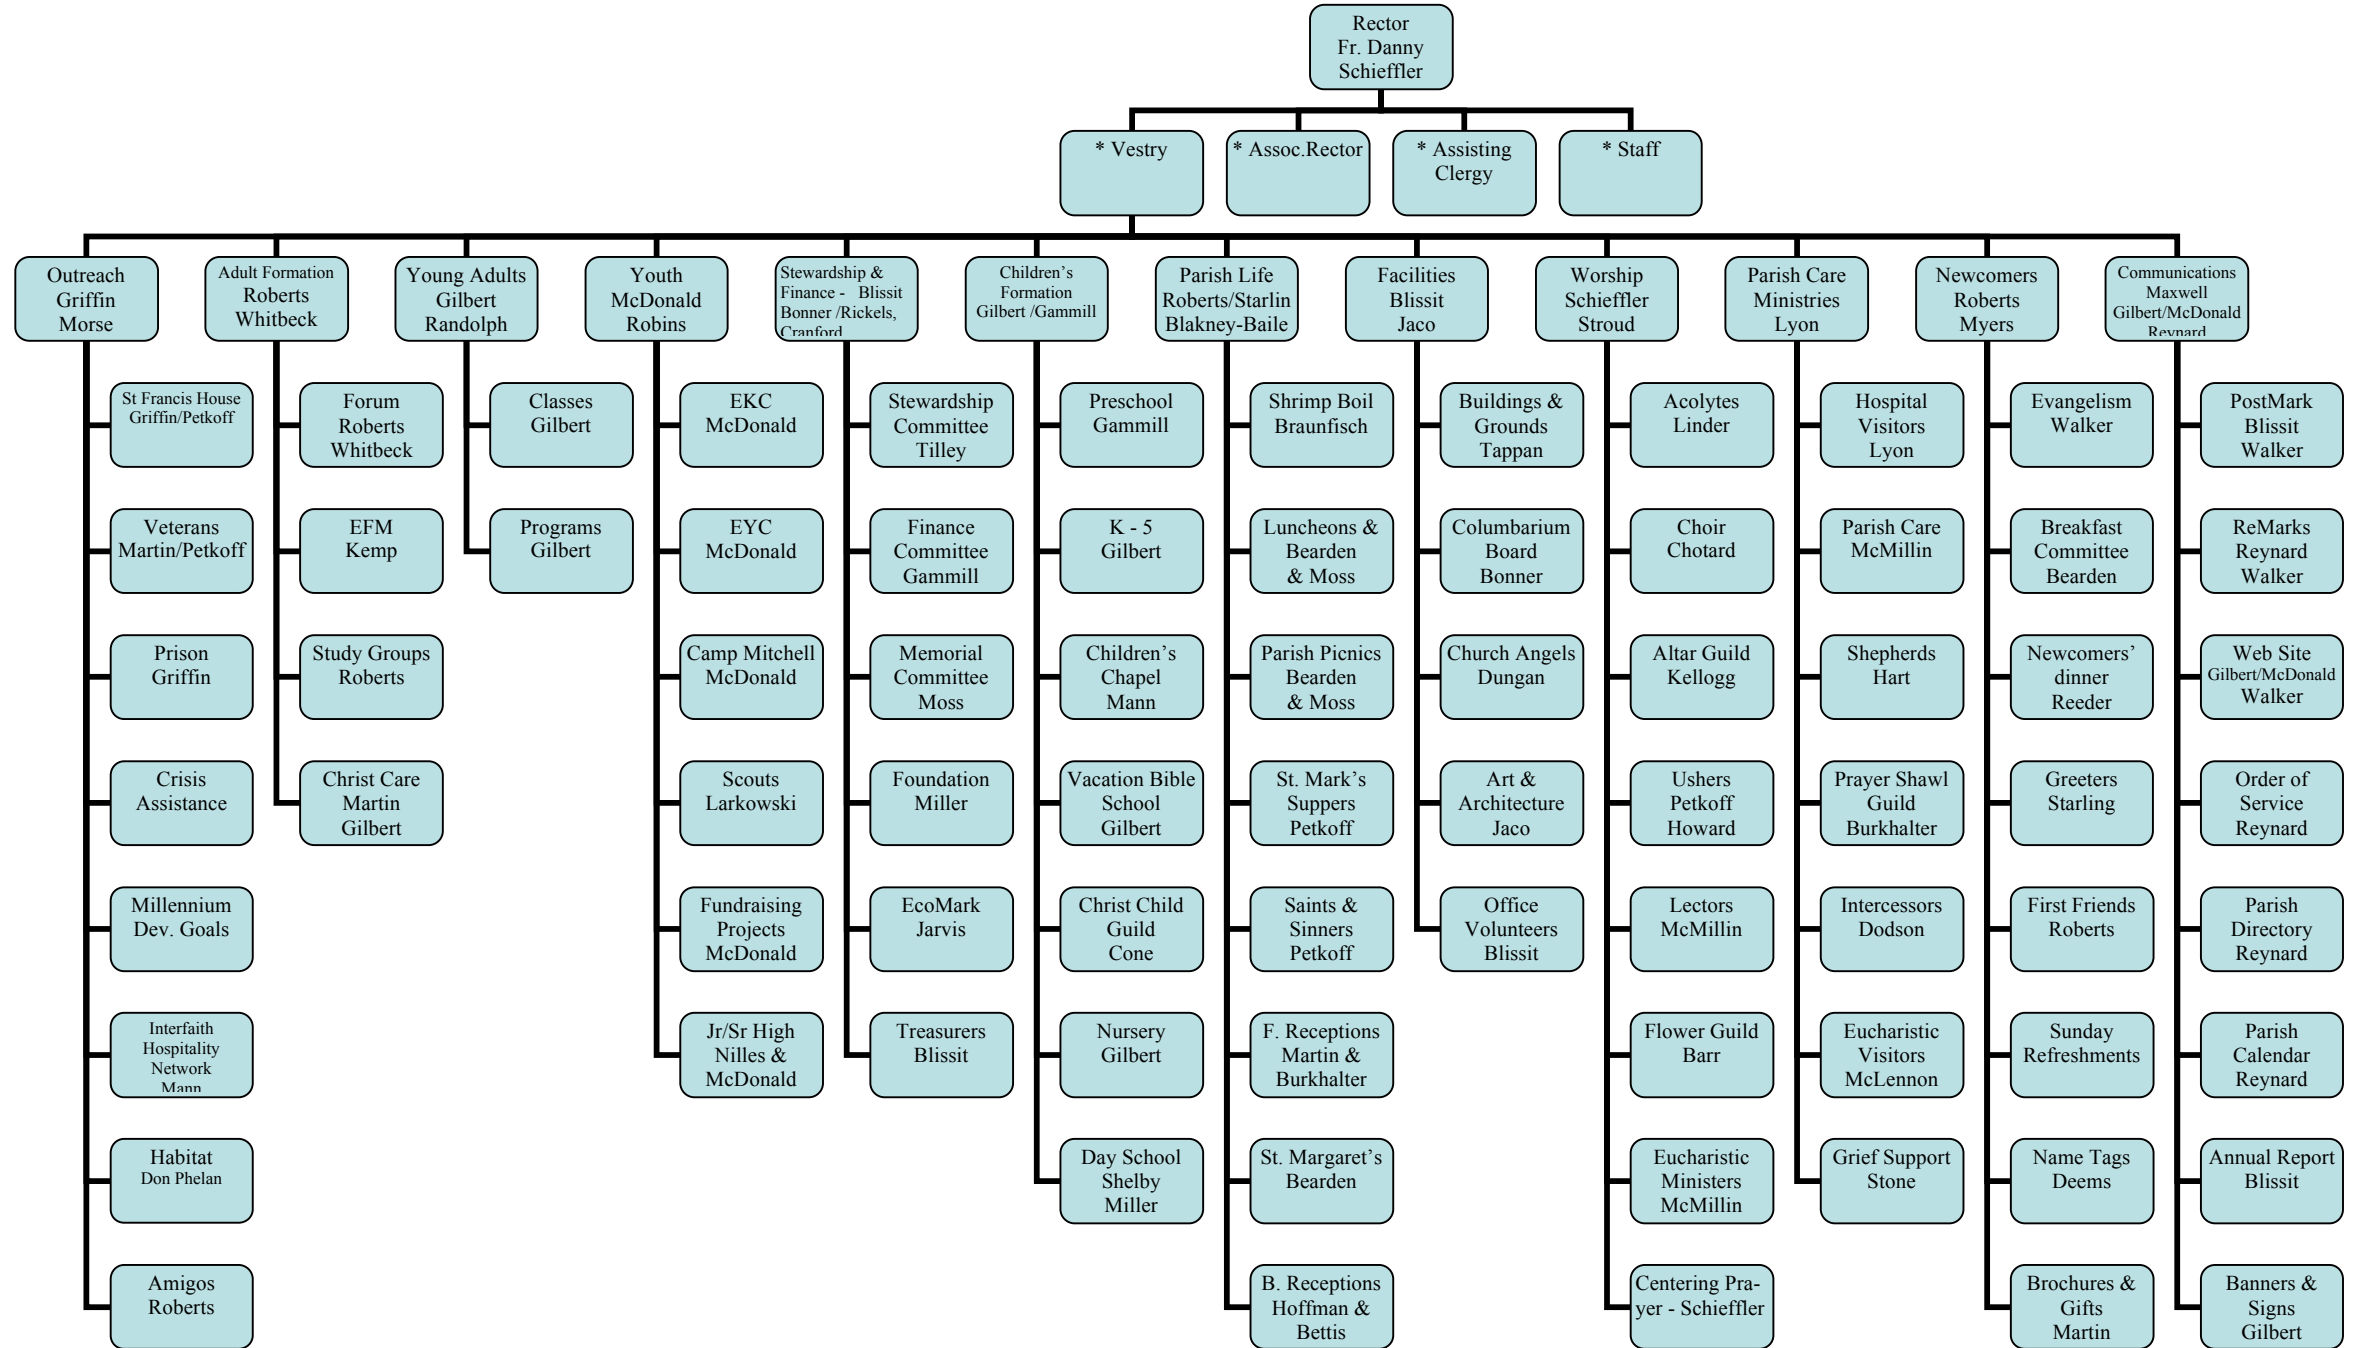 Rector
Fr. Danny
Schieffler
* Vestry
* Assoc.Rector
* Assisting
Clergy
* Staff
Outreach
Griffin
Morse
Adult Formation
Roberts
Whitbeck
Young Adults
Gilbert
Randolph
Youth
McDonald
Robins
Stewardship &
Finance -   Blissit
Bonner /Rickels,
Cranford
Children's
Formation
Gilbert /Gammill
Parish Life
Roberts/Starlin
Blakney-Baile
Facilities
Blissit
Jaco
Worship
Schieffler
Stroud
Parish Care
Ministries
Lyon
Newcomers
Roberts
Myers
Communications
Maxwell
Gilbert/McDonald
Reynard
St Francis House
Griffin/Petkoff
Veterans
Martin/Petkoff
Prison
Griffin
Crisis
Assistance
Millennium
Dev. Goals
Interfaith
Hospitality
Network
Mann
Habitat
Don Phelan
Amigos
Roberts
Forum
Roberts
Whitbeck
EFM
Kemp
Study Groups
Roberts
Christ Care
Martin
Gilbert
Classes
Gilbert
Programs
Gilbert
EKC
McDonald
EYC
McDonald
Camp Mitchell
McDonald
Scouts
Larkowski
Fundraising
Projects
McDonald
Jr/Sr High
Nilles &
McDonald
Stewardship
Committee
Tilley
Finance
Committee
Gammill
Memorial
Committee
Moss
Foundation
Miller
EcoMark
Jarvis
Treasurers
Blissit
Preschool
Gammill
K - 5
Gilbert
Children's
Chapel
Mann
Vacation Bible
School
Gilbert
Christ Child
Guild
Cone
Nursery
Gilbert
Day School
Shelby
Miller
Shrimp Boil
Braunfisch
Luncheons &
Bearden
& Moss
Parish Picnics
Bearden
& Moss
St. Mark's
Suppers
Petkoff
Saints &
Sinners
Petkoff
F. Receptions
Martin &
Burkhalter
St. Margaret's
Bearden
B. Receptions
Hoffman &
Bettis
Buildings &
Grounds
Tappan
Columbarium
Board
Bonner
Church Angels
Dungan
Art &
Architecture
Jaco
Office
Volunteers
Blissit
Acolytes
Linder
Choir
Chotard
Altar Guild
Kellogg
Ushers
Petkoff
Howard
Lectors
McMillin
Flower Guild
Barr
Eucharistic
Ministers
McMillin
Centering Pra-
yer - Schieffler
Hospital
Visitors
Lyon
Parish Care
McMillin
Shepherds
Hart
Prayer Shawl
Guild
Burkhalter
Intercessors
Dodson
Eucharistic
Visitors
McLennon
Grief Support
Stone
Evangelism
Walker
Breakfast
Committee
Bearden
Newcomers'
dinner
Reeder
Greeters
Starling
First Friends
Roberts
Sunday
Refreshments
Name Tags
Deems
Brochures &
Gifts
Martin
PostMark
Blissit
Walker
ReMarks
Reynard
Walker
Web Site
Gilbert/McDonald
Walker
Order of
Service
Reynard
Parish
Directory
Reynard
Parish
Calendar
Reynard
Annual Report
Blissit
Banners &
Signs
Gilbert